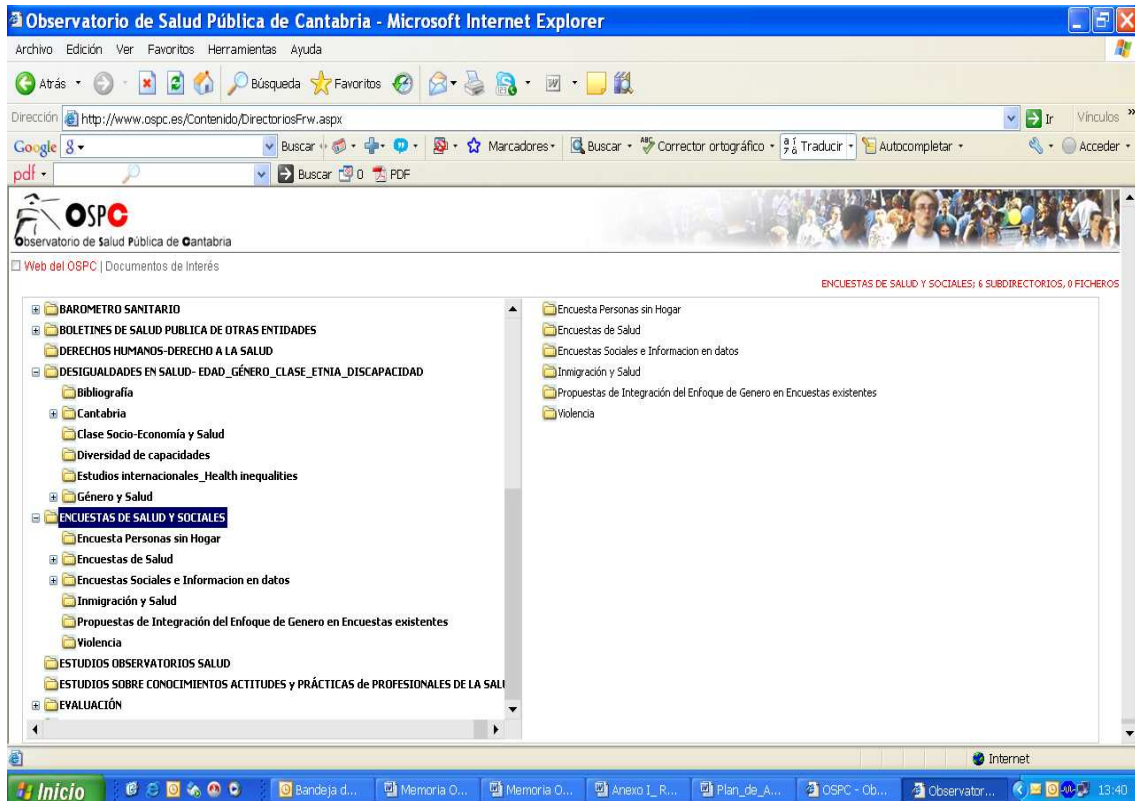 Observatorio de Salud Pública de Cantabria - Microsoft Internet Explorer
Archivo Edición Ver Favoritos Herramientas Ayuda
Atrás Búsqueda Favoritos
Dirección http://www.ospc.es/Contenido/DirectoriosFrw.aspx Ir Vínculos »
Google Buscar Marcadores Buscar Corrector ortográfico Traducir Autocompletar Acceder
pdf Buscar 0 PDF
OSPC
Observatorio de Salud Pública de Cantabria
Web del OSPC | Documentos de Interés
ENCUESTAS DE SALUD Y SOCIALES; 6 SUBDIRECTORIOS, 0 FICHEROS
BAROMETRO SANITARIO
BOLETINES DE SALUD PUBLICA DE OTRAS ENTIDADES
DERECHOS HUMANOS-DERECHO A LA SALUD
DESIGUALDADES EN SALUD- EDAD_GÉNERO_CLASE_ETNIA_DISCAPACIDAD
Bibliografía
Cantabria
Clase Socio-Economía y Salud
Diversidad de capacidades
Estudios internacionales_Health inequalities
Género y Salud
ENCUESTAS DE SALUD Y SOCIALES
Encuesta Personas sin Hogar
Encuestas de Salud
Encuestas Sociales e Informacion en datos
Inmigración y Salud
Propuestas de Integración del Enfoque de Genero en Encuestas existentes
Violencia
ESTUDIOS OBSERVATORIOS SALUD
ESTUDIOS SOBRE CONOCIMIENTOS ACTITUDES y PRÁCTICAS de PROFESIONALES DE LA SALU
EVALUACIÓN
Encuesta Personas sin Hogar
Encuestas de Salud
Encuestas Sociales e Informacion en datos
Inmigración y Salud
Propuestas de Integración del Enfoque de Genero en Encuestas existentes
Violencia
Internet
Inicio Bandeja d... Memoria O... Memoria O... Anexo I_ R... Plan_de_A... OSPC - Ob... Observator... 13:40